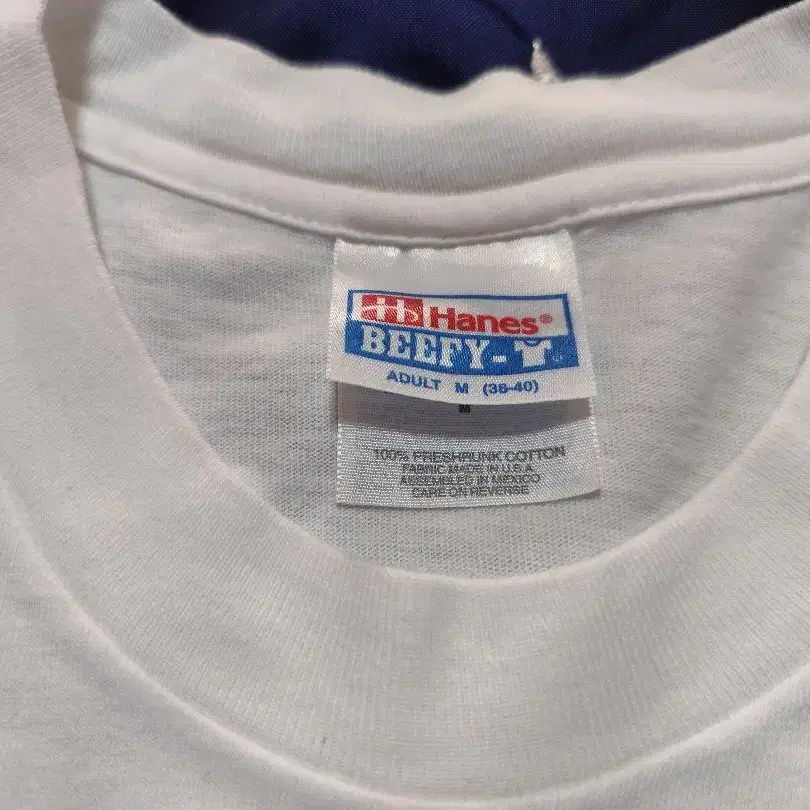 Hanes®
BEEFY-T
ADULT M (38-40)
M
100% PRESHRUNK COTTON
FABRIC MADE IN U.S.A.
ASSEMBLED IN MEXICO
CARE ON REVERSE